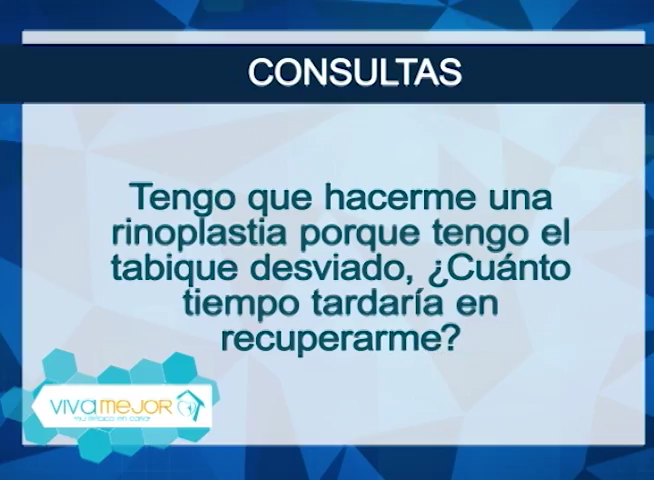 CONSULTAS
Tengo que hacerme una
rinoplastia porque tengo el
tabique desviado, ¿Cuánto
tiempo tardaría en
recuperarme?
VIVAMEJOR